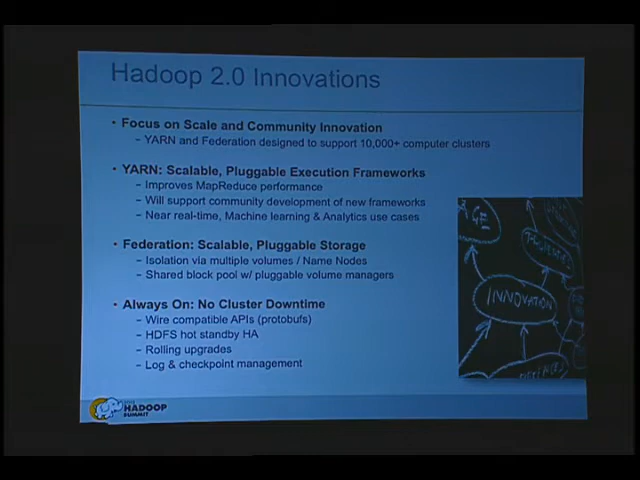 Hadoop 2.0 Innovations
• Focus on Scale and Community Innovation
– YARN and Federation designed to support 10,000+ computer clusters
• YARN: Scalable, Pluggable Execution Frameworks
– Improves MapReduce performance
– Will support community development of new frameworks
– Near real-time, Machine learning & Analytics use cases
• Federation: Scalable, Pluggable Storage
– Isolation via multiple volumes / Name Nodes
– Shared block pool w/ pluggable volume managers
• Always On: No Cluster Downtime
– Wire compatible APIs (protobufs)
– HDFS hot standby HA
– Rolling upgrades
– Log & checkpoint management
INNOVATION
HADOOP
SUMMIT